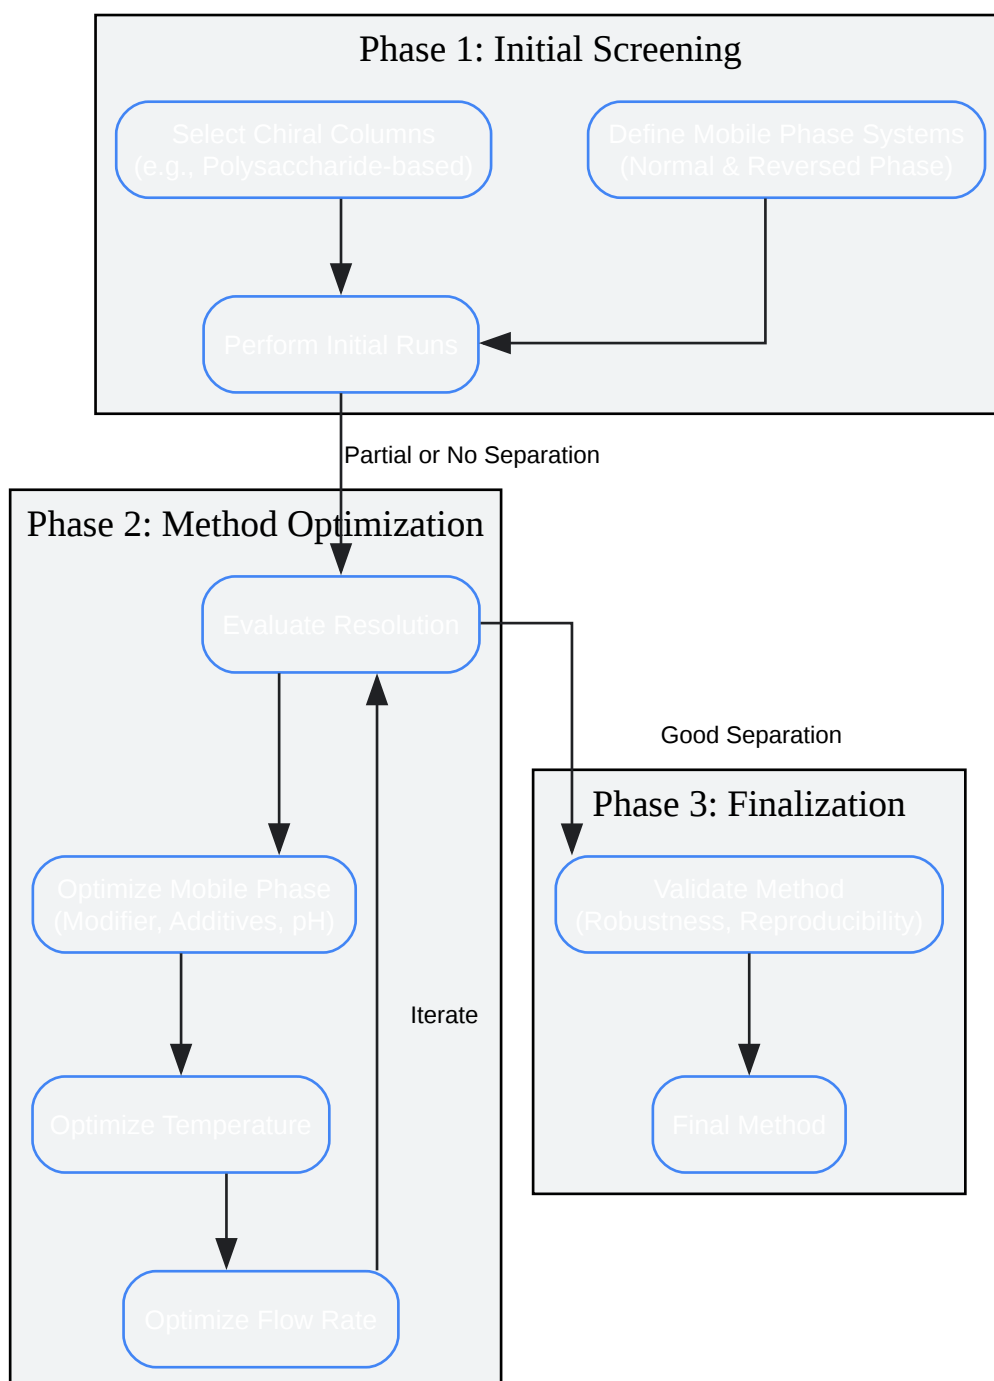 Phase 1: Initial Screening
Select Chiral Columns
(e.g., Polysaccharide-based)
Define Mobile Phase Systems
(Normal & Reversed Phase)
Perform Initial Runs
Partial or No Separation
Phase 2: Method Optimization
Evaluate Resolution
Good Separation
Phase 3: Finalization
Optimize Mobile Phase
(Modifier, Additives, pH)
Validate Method
(Robustness, Reproducibility)
Iterate
Optimize Temperature
Final Method
Optimize Flow Rate